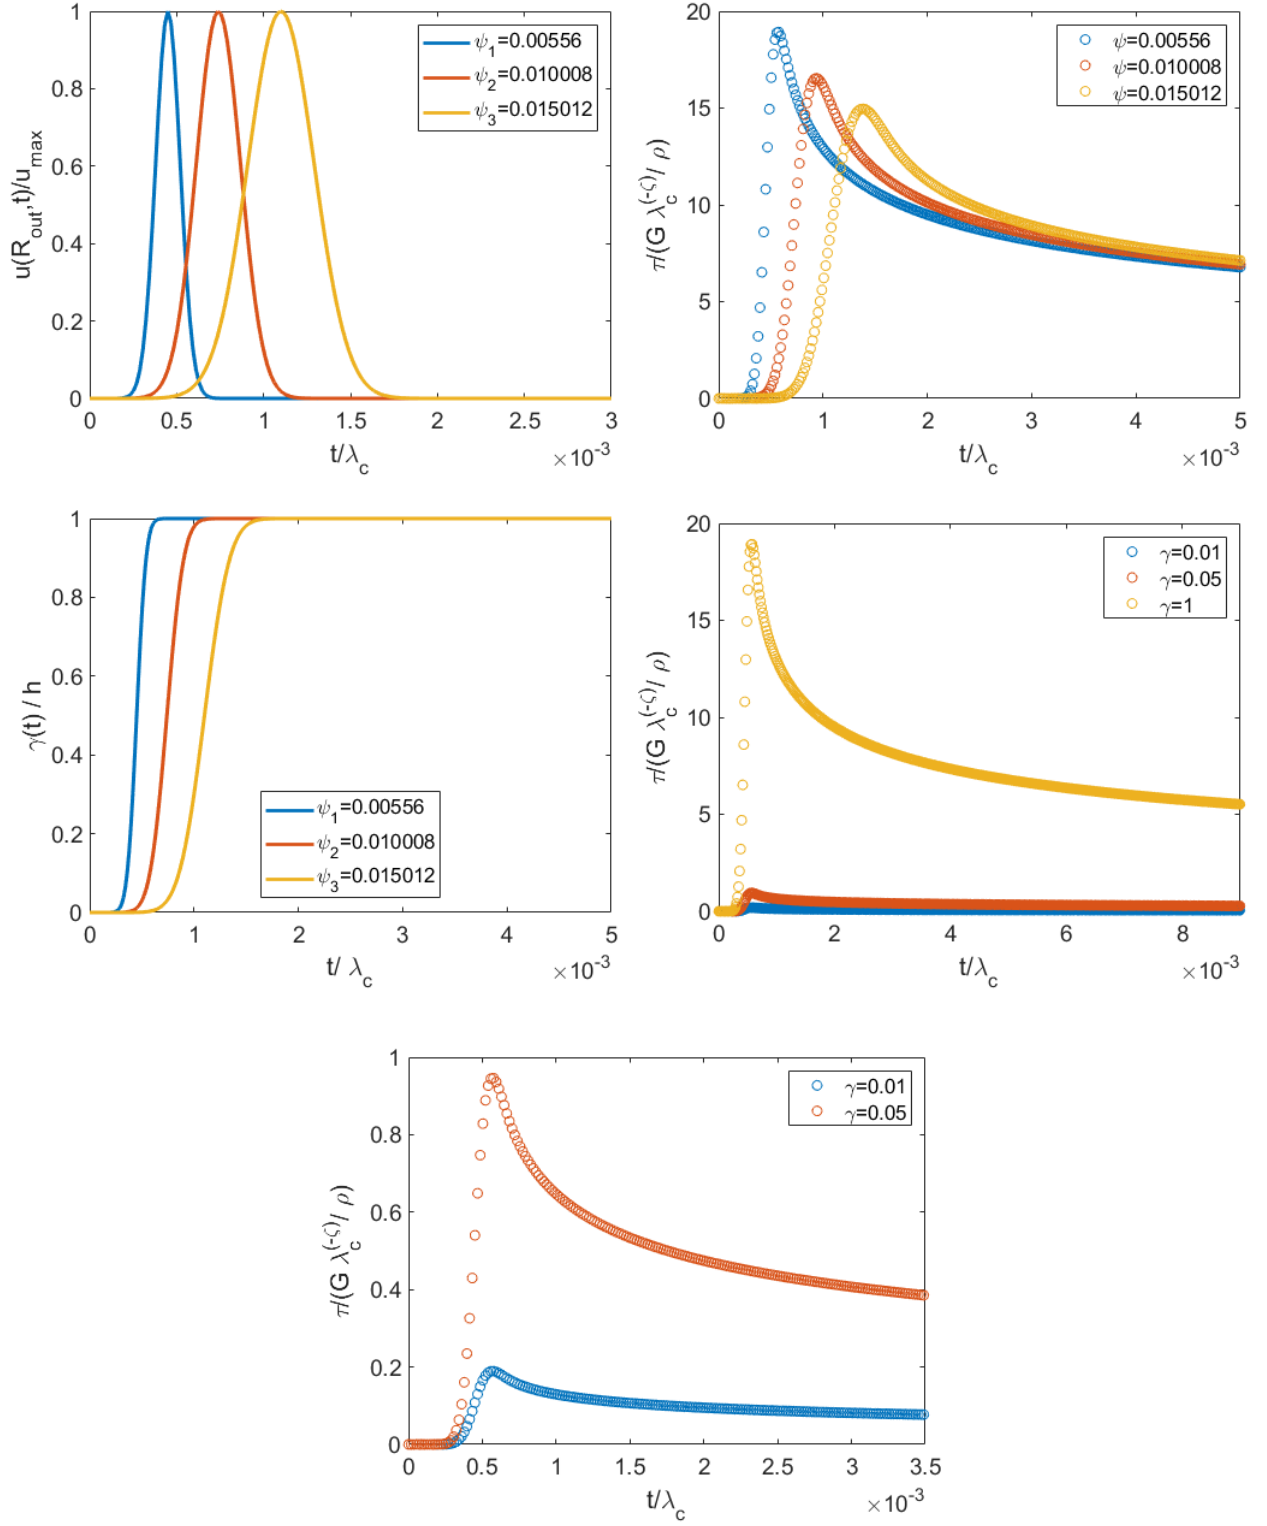 u(R_out,t)/u_max
1
0.8
0.6
0.4
0.2
0
0 0.5 1 1.5 2 2.5 3
t/λ_c
×10^-3
ψ_1=0.00556
ψ_2=0.010008
ψ_3=0.015012
π/(G λ_c^(-ζ)/ ρ)
20
15
10
5
0
0 1 2 3 4 5
t/λ_c
×10^-3
ψ=0.00556
ψ=0.010008
ψ=0.015012
γ(t) / h
1
0.8
0.6
0.4
0.2
0
0 1 2 3 4 5
t/ λ_c
×10^-3
ψ_1=0.00556
ψ_2=0.010008
ψ_3=0.015012
π/(G λ_c^(-ζ)/ ρ)
20
15
10
5
0
0 2 4 6 8
t/λ_c
×10^-3
γ=0.01
γ=0.05
γ=1
π/(G λ_c^(-ζ)/ ρ)
1
0.8
0.6
0.4
0.2
0
0 0.5 1 1.5 2 2.5 3 3.5
t/λ_c
×10^-3
γ=0.01
γ=0.05